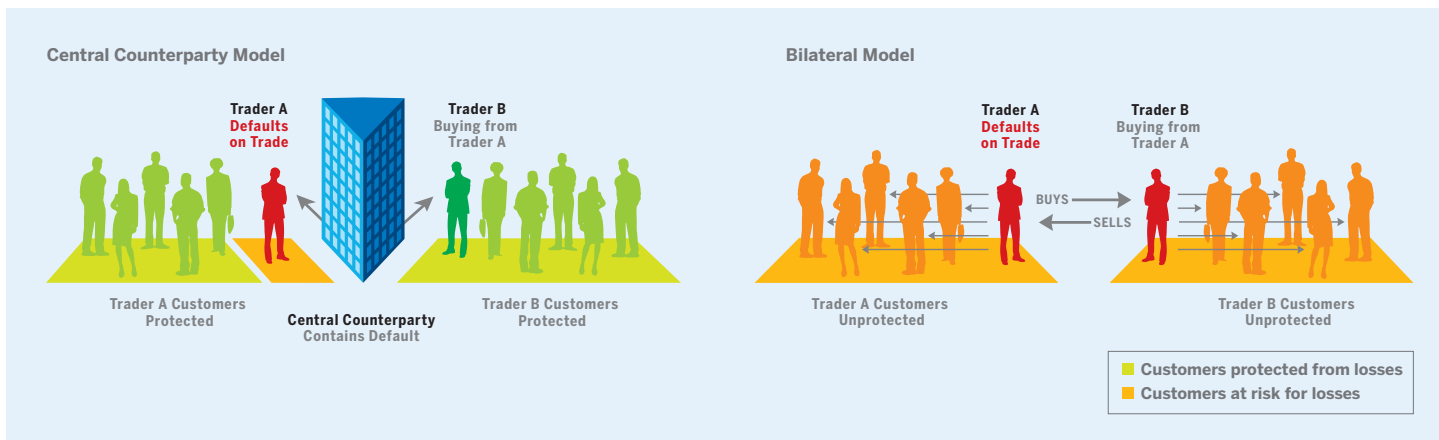 Central Counterparty Model
Trader A
Defaults
on Trade
Trader B
Buying from
Trader A
Trader A Customers
Protected
Central Counterparty
Contains Default
Trader B Customers
Protected
Bilateral Model
Trader A
Defaults
on Trade
Trader B
Buying from
Trader A
BUYS
SELLS
Trader A Customers
Unprotected
Trader B Customers
Unprotected
Customers protected from losses
Customers at risk for losses